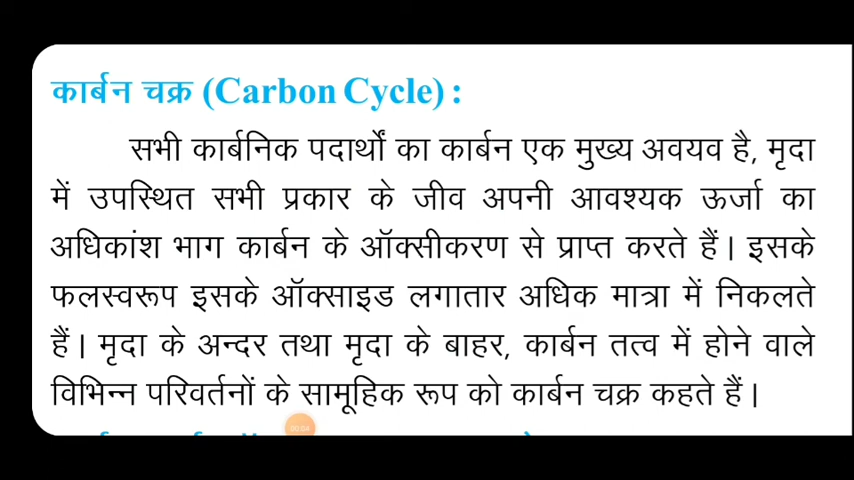 कार्बन चक्र (Carbon Cycle) :
सभी कार्बनिक पदार्थों का कार्बन एक मुख्य अवयव है, मृदा
में उपस्थित सभी प्रकार के जीव अपनी आवश्यक ऊर्जा का
अधिकांश भाग कार्बन के ऑक्सीकरण से प्राप्त करते हैं। इसके
फलस्वरूप इसके ऑक्साइड लगातार अधिक मात्रा में निकलते
हैं। मृदा के अन्दर तथा मृदा के बाहर, कार्बन तत्व में होने वाले
विभिन्न परिवर्तनों के सामूहिक रूप को कार्बन चक्र कहते हैं।
00:04